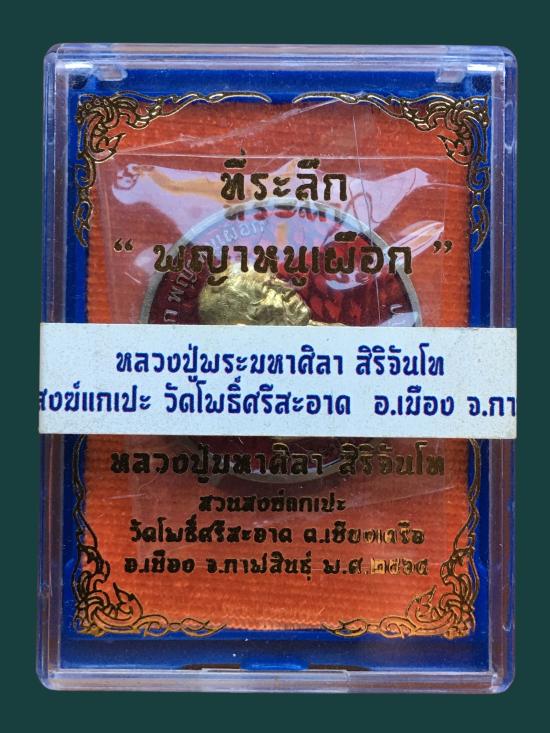 ที่ระลึก
“ พญาหนูเผือก ”
หลวงปู่พระมหาศิลา สิริจันโท
สงฆ์แกเปะ วัดโพธิ์ศรีสะอาด อ.เมือง จ.กา
หลวงปู่มหาศิลา สิริจันโท
สวนสงฆ์แกเปะ
วัดโพธิ์ศรีสะอาด ต.เชียงเครือ
อ.เมือง จ.กาฬสินธุ์ พ.ศ.๒๕๖๔